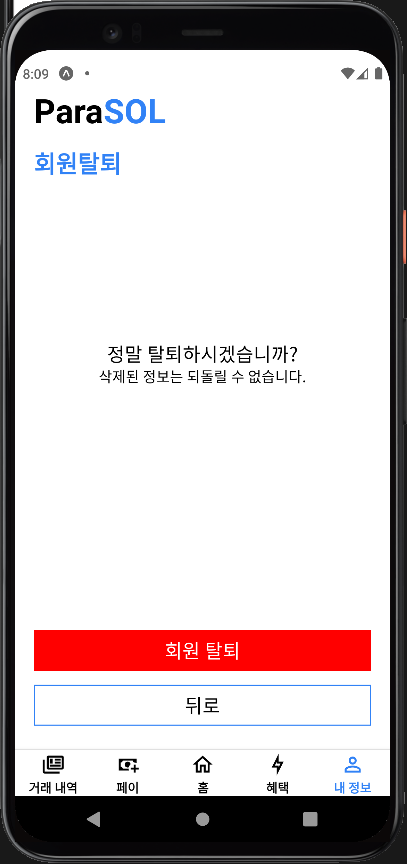 8:09
ParaSOL
회원탈퇴
정말 탈퇴하시겠습니까?
삭제된 정보는 되돌릴 수 없습니다.
회원 탈퇴
뒤로
거래 내역 페이 홈 혜택 내 정보